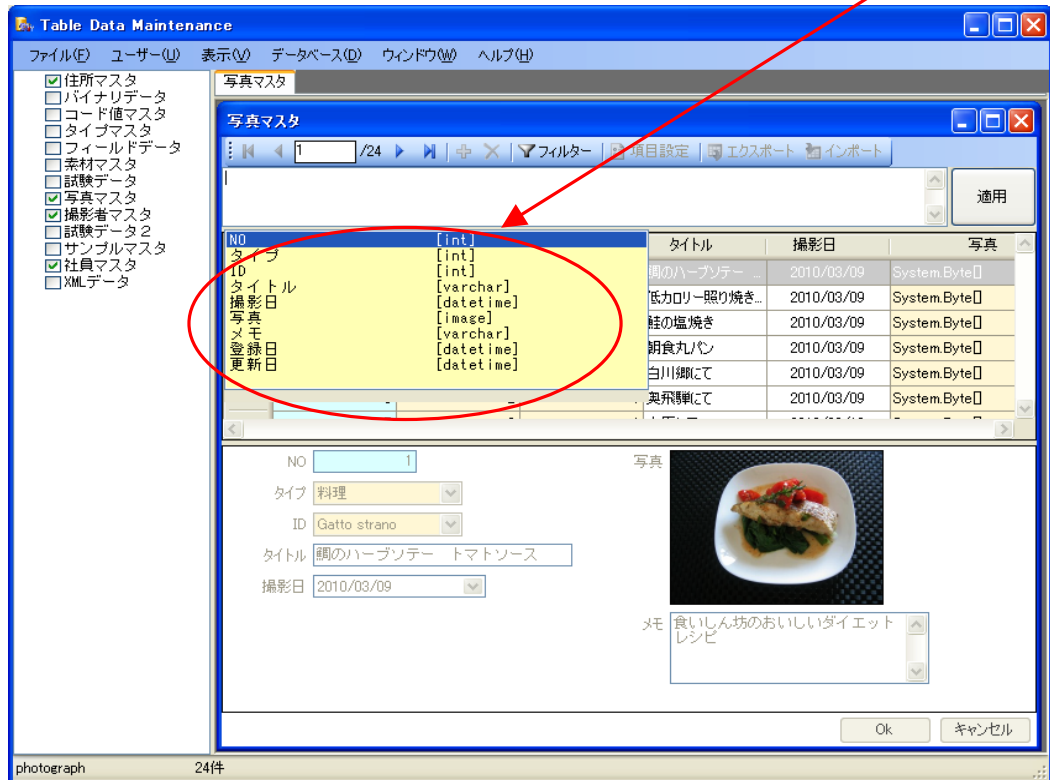 Table Data Maintenance
ファイル(F) ユーザー(U) 表示(V) データベース(D) ウィンドウ(W) ヘルプ(H)
住所マスタ
バイナリデータ
コード値マスタ
タイプマスタ
フィールドデータ
素材マスタ
試験データ
写真マスタ
撮影者マスタ
試験データ2
サンプルマスタ
社員マスタ
XMLデータ
写真マスタ
写真マスタ
1 /24 フィルター 項目設定 エクスポート インポート
適用
NO [int]
タイプ [int]
ID [int]
タイトル [varchar]
撮影日 [datetime]
写真 [image]
メモ [varchar]
登録日 [datetime]
更新日 [datetime]
タイトル 撮影日 写真
鯛のハーブソテー ... 2010/03/09 System.Byte[]
低カロリー照り焼き... 2010/03/09 System.Byte[]
鮭の塩焼き 2010/03/09 System.Byte[]
朝食丸パン 2010/03/09 System.Byte[]
白川郷にて 2010/03/09 System.Byte[]
奥飛騨にて 2010/03/09 System.Byte[]
NO 1
タイプ 料理
ID Gatto strano
タイトル 鯛のハーブソテー トマトソース
撮影日 2010/03/09
写真
メモ 食いしん坊のおいしいダイエット
レシピ
Ok キャンセル
photograph 24件